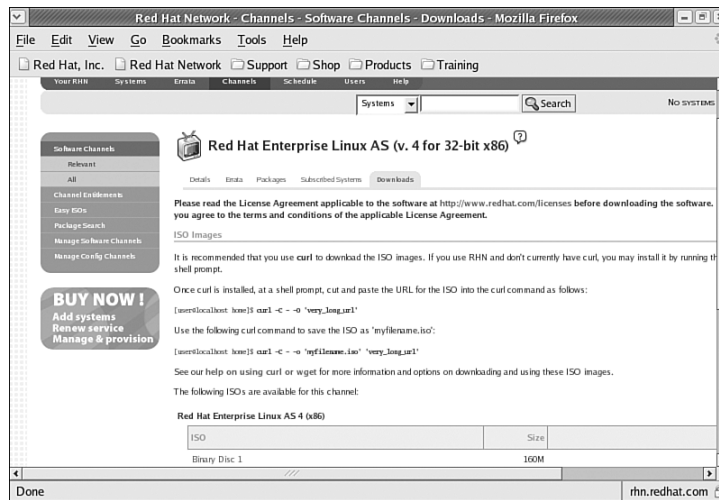 Red Hat Network - Channels - Software Channels - Downloads - Mozilla Firefox
File Edit View Go Bookmarks Tools Help
Red Hat, Inc. Red Hat Network Support Shop Products Training
Your RHN Systems Errata Channels Schedule Users Help
Systems Search NO SYSTEMS
Software Channels
Relevant
All
Channel Entitlements
Easy ISOs
Package Search
Manage Software Channels
Manage Config Channels
BUY NOW !
Add systems
Renew service
Manage & provision
Red Hat Enterprise Linux AS (v. 4 for 32-bit x86) ?
Details Errata Packages Subscribed Systems Downloads
Please read the License Agreement applicable to the software at http://www.redhat.com/licenses before downloading the software.
you agree to the terms and conditions of the applicable License Agreement.
ISO Images
It is recommended that you use curl to download the ISO images. If you use RHN and don't currently have curl, you may install it by running th
shell prompt.
Once curl is installed, at a shell prompt, cut and paste the URL for the ISO into the curl command as follows:
[user@localhost home]$ curl -C - -O 'very_long_url'
Use the following curl command to save the ISO as 'myfilename.iso':
[user@localhost home]$ curl -C - -o 'myfilename.iso' 'very_long_url'
See our help on using curl or wget for more information and options on downloading and using these ISO images.
The following ISOs are available for this channel:
Red Hat Enterprise Linux AS 4 (x86)
ISO Size
Binary Disc 1 160M
Done rhn.redhat.com